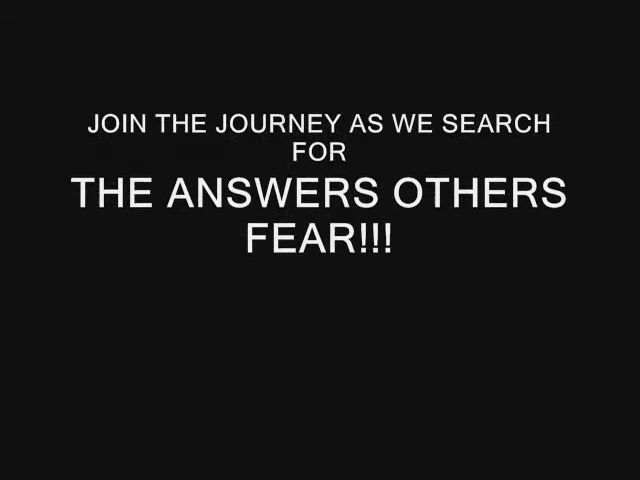 JOIN THE JOURNEY AS WE SEARCH
FOR
THE ANSWERS OTHERS
FEAR!!!